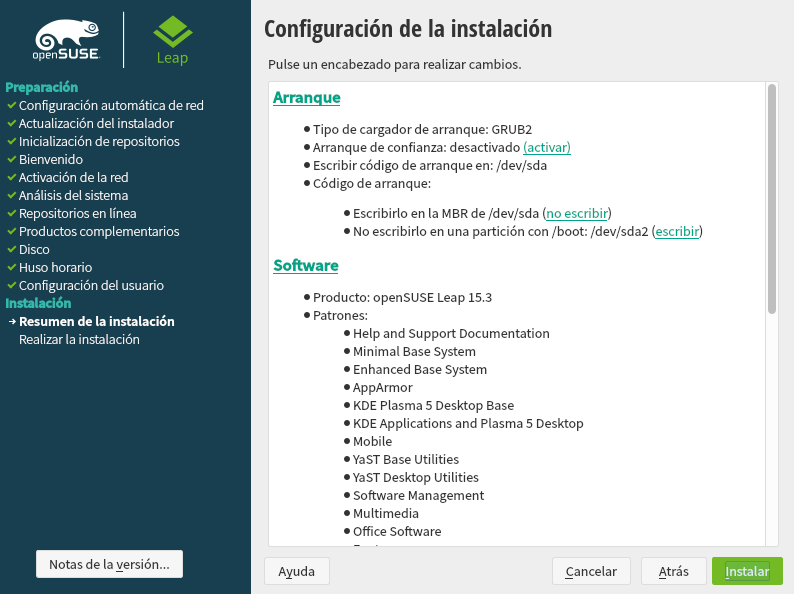 openSUSE
Leap
Preparación
Configuración automática de red
Actualización del instalador
Inicialización de repositorios
Bienvenido
Activación de la red
Análisis del sistema
Repositorios en línea
Productos complementarios
Disco
Huso horario
Configuración del usuario
Instalación
Resumen de la instalación
Realizar la instalación
Notas de la versión...
Configuración de la instalación
Pulse un encabezado para realizar cambios.
Arranque
Tipo de cargador de arranque: GRUB2
Arranque de confianza: desactivado (activar)
Escribir código de arranque en: /dev/sda
Código de arranque:
Escribirlo en la MBR de /dev/sda (no escribir)
No escribirlo en una partición con /boot: /dev/sda2 (escribir)
Software
Producto: openSUSE Leap 15.3
Patrones:
Help and Support Documentation
Minimal Base System
Enhanced Base System
AppArmor
KDE Plasma 5 Desktop Base
KDE Applications and Plasma 5 Desktop
Mobile
YaST Base Utilities
YaST Desktop Utilities
Software Management
Multimedia
Office Software
Ayuda
Cancelar
Atrás
Instalar